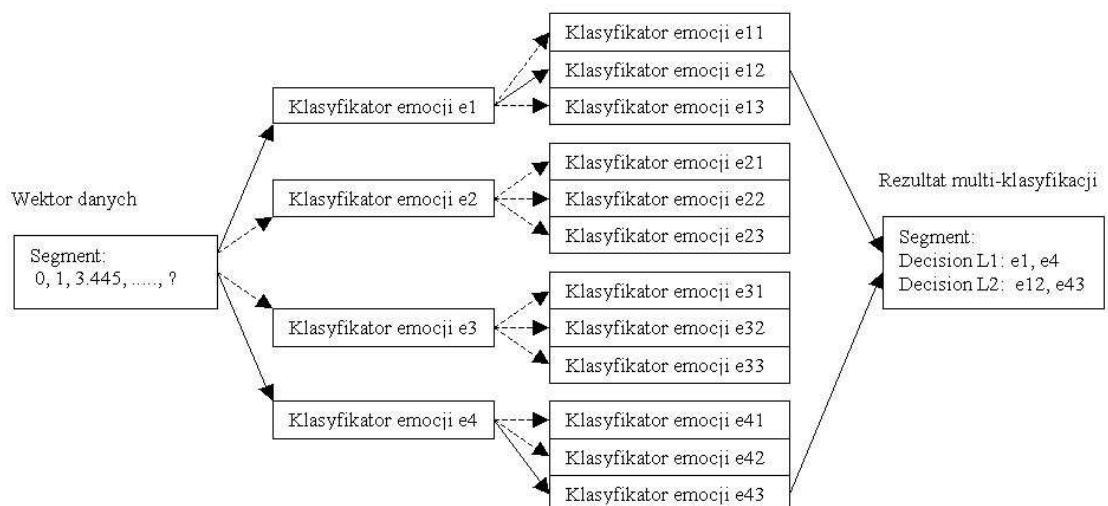 Wektor danych
Segment:
0, 1, 3.445, ....., ?
Klasyfikator emocji e1
Klasyfikator emocji e2
Klasyfikator emocji e3
Klasyfikator emocji e4
Klasyfikator emocji e11
Klasyfikator emocji e12
Klasyfikator emocji e13
Klasyfikator emocji e21
Klasyfikator emocji e22
Klasyfikator emocji e23
Klasyfikator emocji e31
Klasyfikator emocji e32
Klasyfikator emocji e33
Klasyfikator emocji e41
Klasyfikator emocji e42
Klasyfikator emocji e43
Rezultat multi-klasyfikacji
Segment:
Decision L1: e1, e4
Decision L2: e12, e43